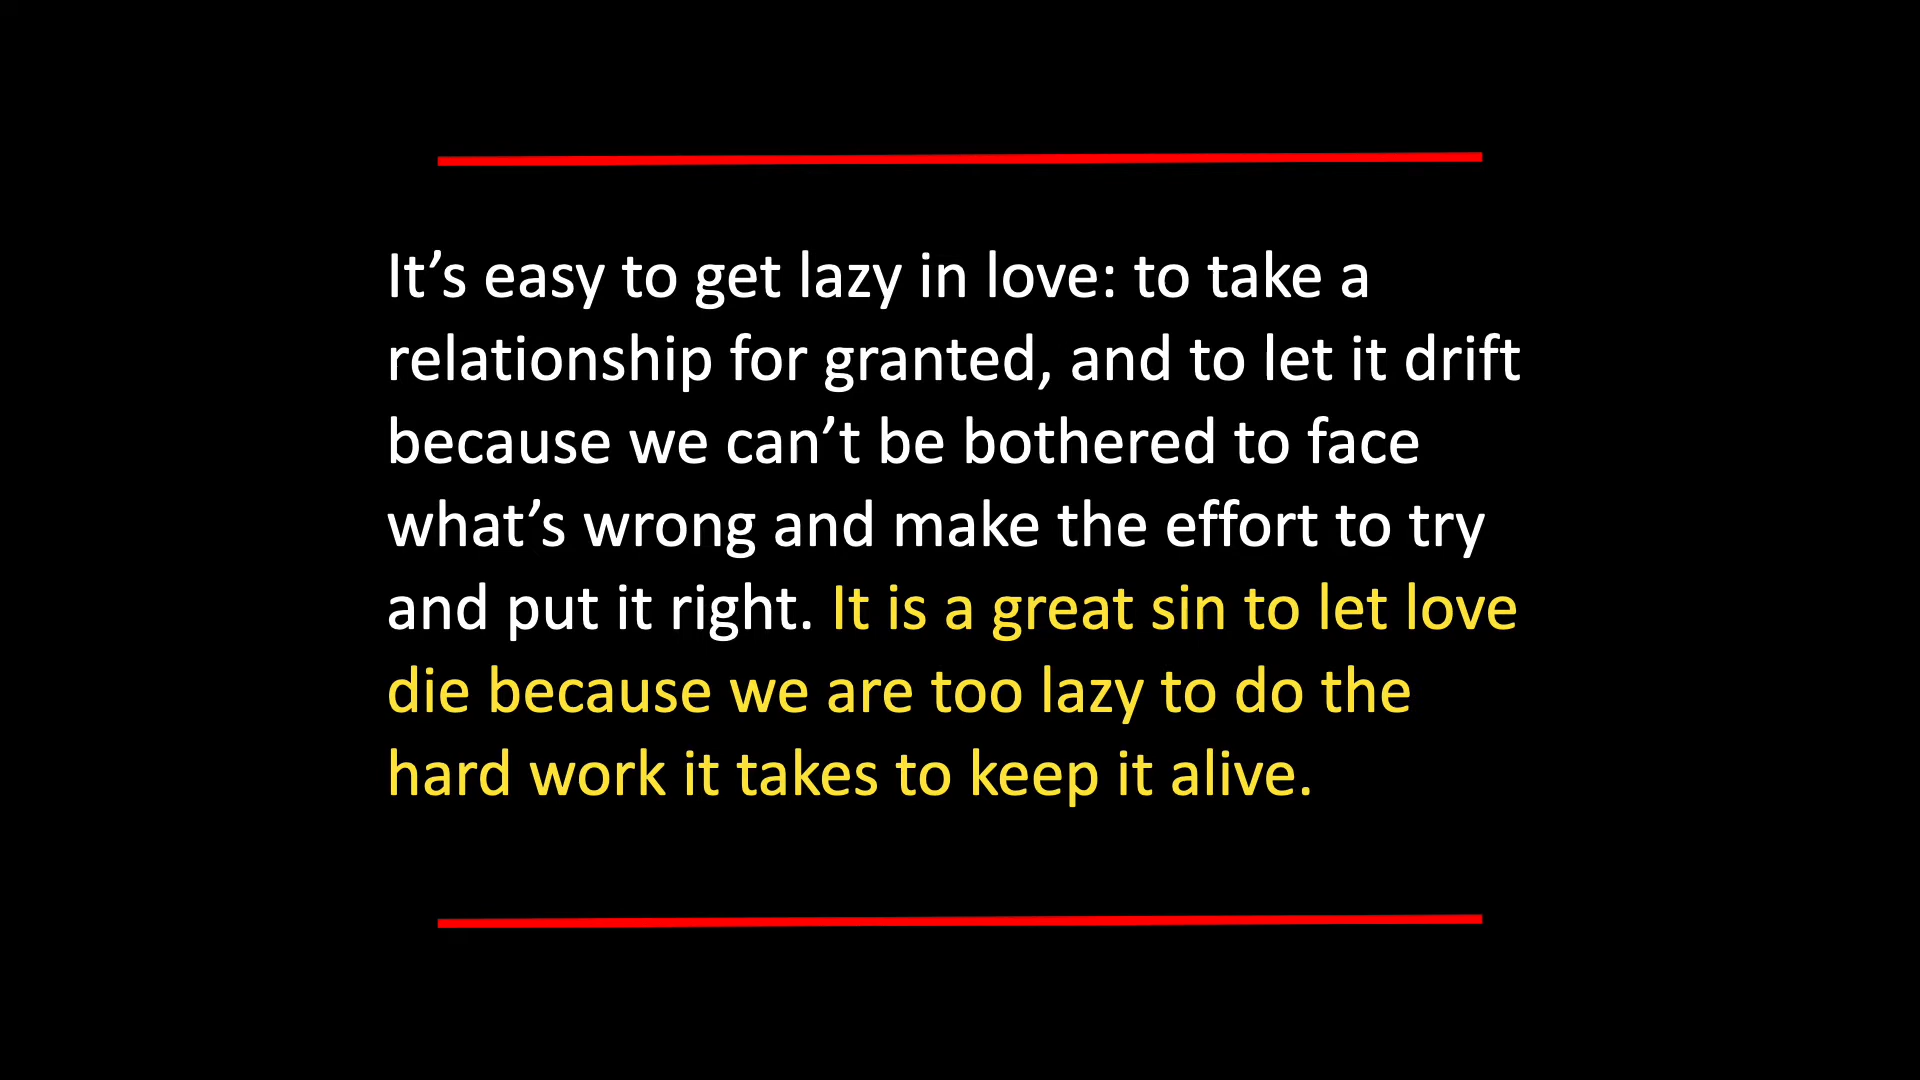 It’s easy to get lazy in love: to take a
relationship for granted, and to let it drift
because we can’t be bothered to face
what’s wrong and make the effort to try
and put it right. It is a great sin to let love
die because we are too lazy to do the
hard work it takes to keep it alive.